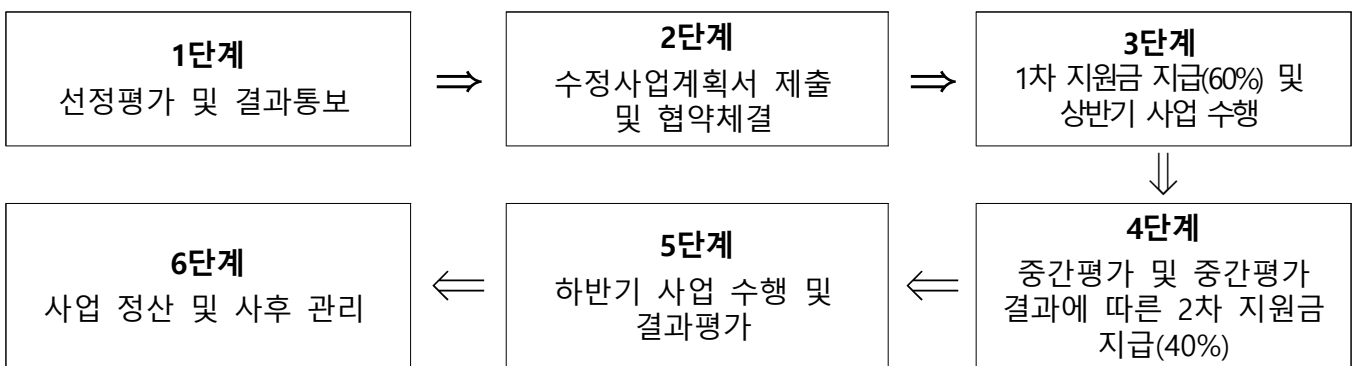 1단계
선정평가 및 결과통보
⇒
2단계
수정사업계획서 제출
및 협약체결
⇒
3단계
1차 지원금 지급(60%) 및
상반기 사업 수행
⇓
4단계
중간평가 및 중간평가
결과에 따른 2차 지원금
지급(40%)
⇐
5단계
하반기 사업 수행 및
결과평가
⇐
6단계
사업 정산 및 사후 관리